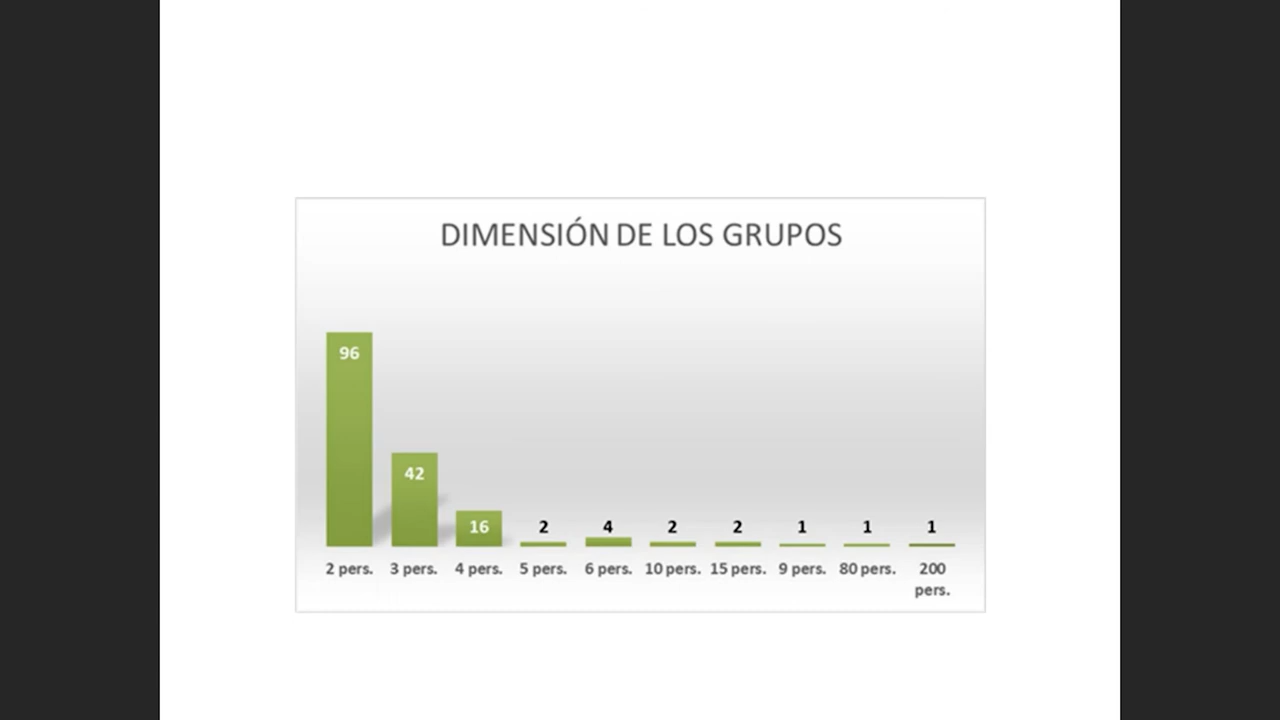 DIMENSIÓN DE LOS GRUPOS
96
42
16
2
4
2
2
1
1
1
2 pers.
3 pers.
4 pers.
5 pers.
6 pers.
10 pers.
15 pers.
9 pers.
80 pers.
200
pers.